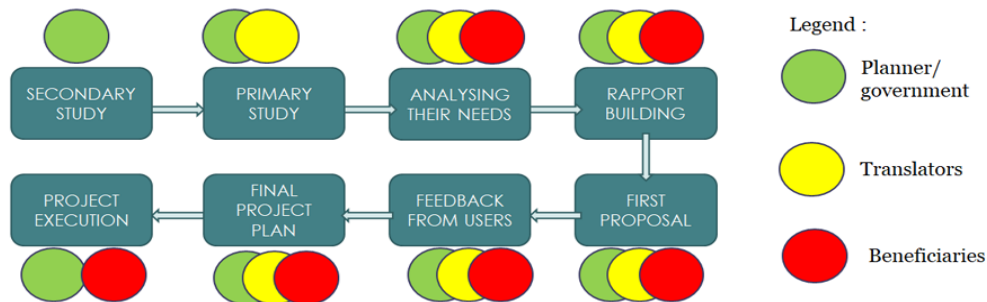 Legend :
SECONDARY
STUDY
PRIMARY
STUDY
ANALYSING
THEIR NEEDS
RAPPORT
BUILDING
PROJECT
EXECUTION
FINAL
PROJECT
PLAN
FEEDBACK
FROM USERS
FIRST
PROPOSAL
Planner/
government
Translators
Beneficiaries